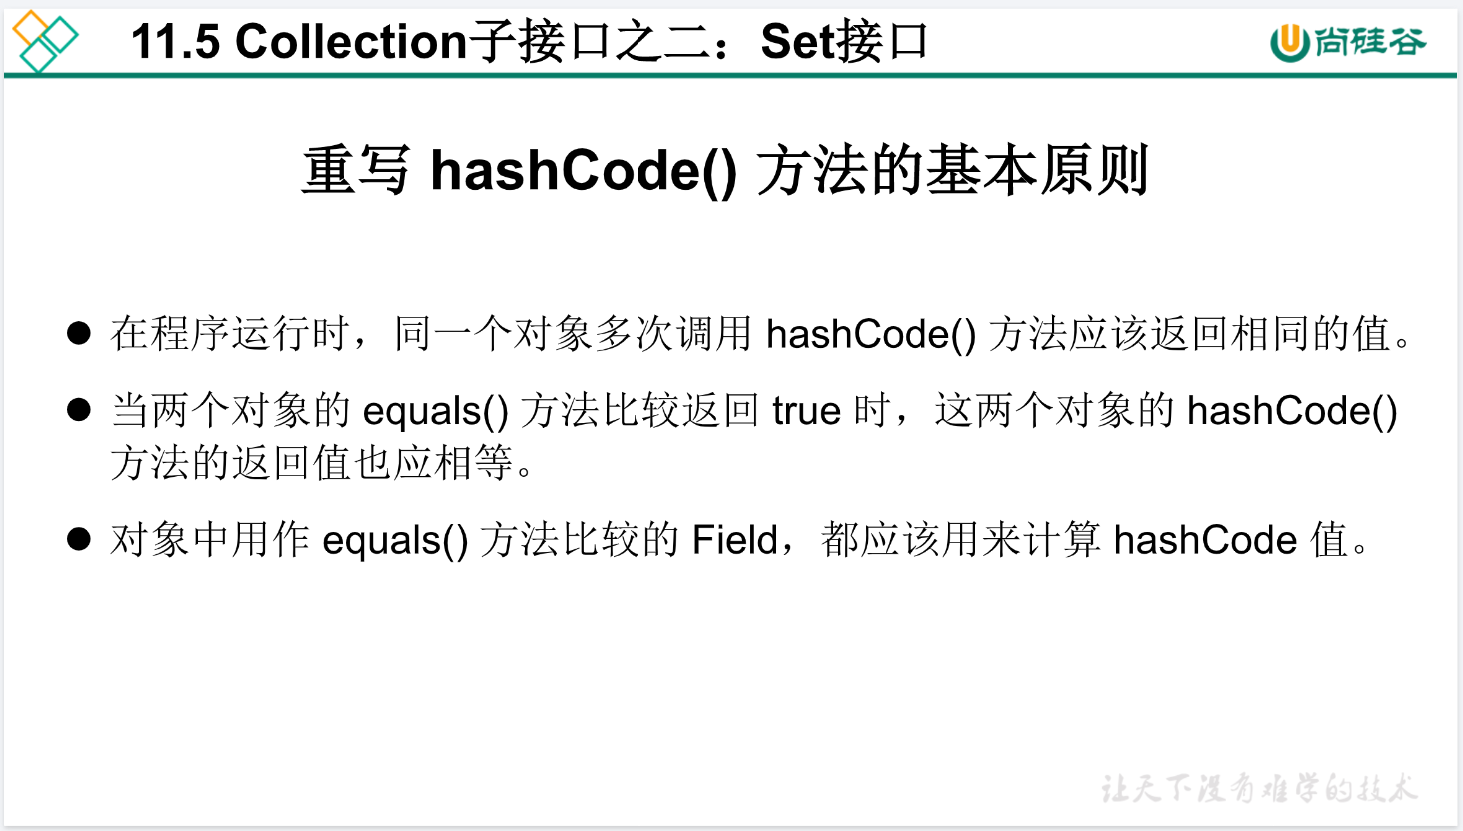 11.5 Collection子接口之二：Set接口
尚硅谷
重写 hashCode() 方法的基本原则
● 在程序运行时，同一个对象多次调用 hashCode() 方法应该返回相同的值。
● 当两个对象的 equals() 方法比较返回 true 时，这两个对象的 hashCode()
方法的返回值也应相等。
● 对象中用作 equals() 方法比较的 Field，都应该用来计算 hashCode 值。
让天下没有难学的技术